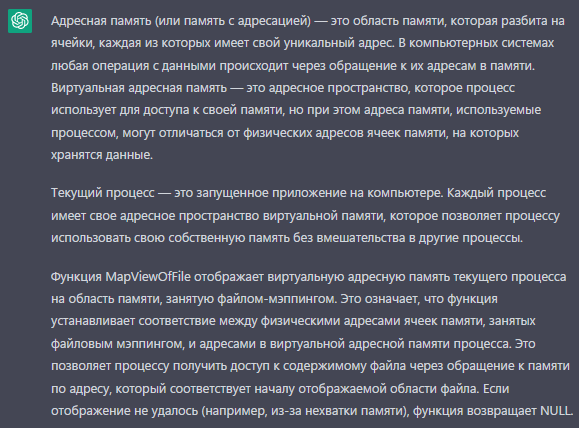 Адресная память (или память с адресацией) — это область памяти, которая разбита на
ячейки, каждая из которых имеет свой уникальный адрес. В компьютерных системах
любая операция с данными происходит через обращение к их адресам в памяти.
Виртуальная адресная память — это адресное пространство, которое процесс
использует для доступа к своей памяти, но при этом адреса памяти, используемые
процессом, могут отличаться от физических адресов ячеек памяти, на которых
хранятся данные.
Текущий процесс — это запущенное приложение на компьютере. Каждый процесс
имеет свое адресное пространство виртуальной памяти, которое позволяет процессу
использовать свою собственную память без вмешательства в другие процессы.
Функция MapViewOfFile отображает виртуальную адресную память текущего процесса
на область памяти, занятую файлом-мэппингом. Это означает, что функция
устанавливает соответствие между физическими адресами ячеек памяти, занятых
файловым мэппингом, и адресами в виртуальной адресной памяти процесса. Это
позволяет процессу получить доступ к содержимому файла через обращение к памяти
по адресу, который соответствует началу отображаемой области файла. Если
отображение не удалось (например, из-за нехватки памяти), функция возвращает NULL.